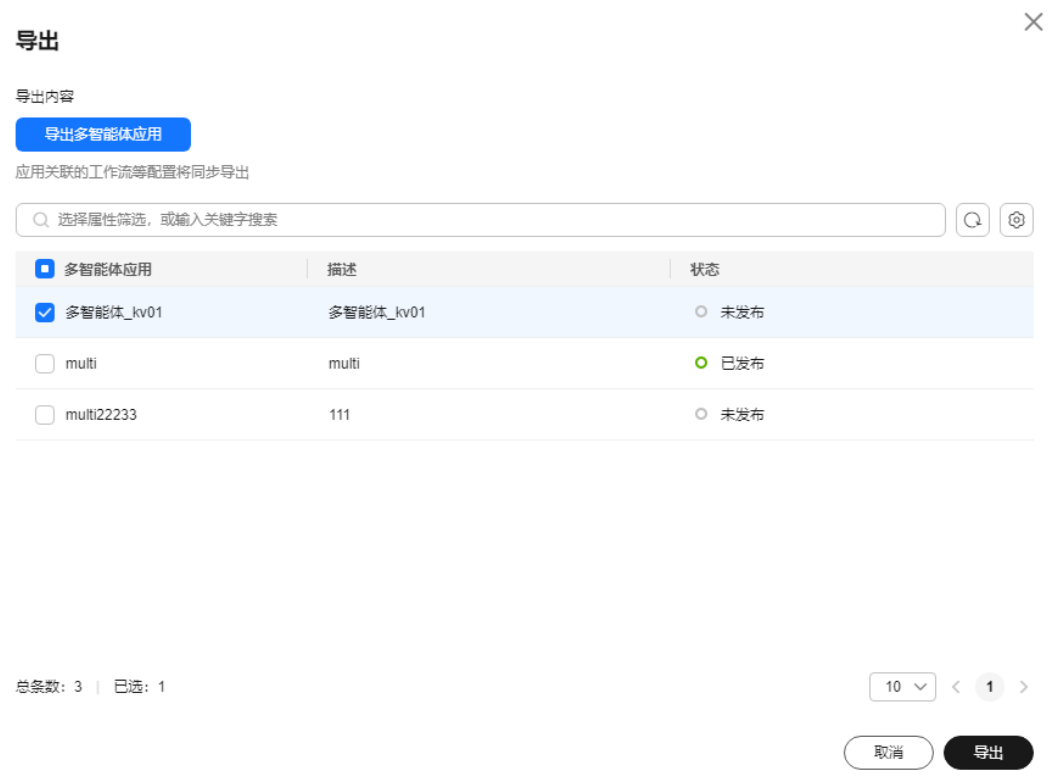 导出
导出内容
导出多智能体应用
应用关联的工作流等配置将同步导出
选择属性筛选，或输入关键字搜索
多智能体应用 描述 状态
多智能体_kv01 多智能体_kv01 未发布
multi multi 已发布
multi22233 111 未发布
总条数：3 已选：1 10 1
取消 导出